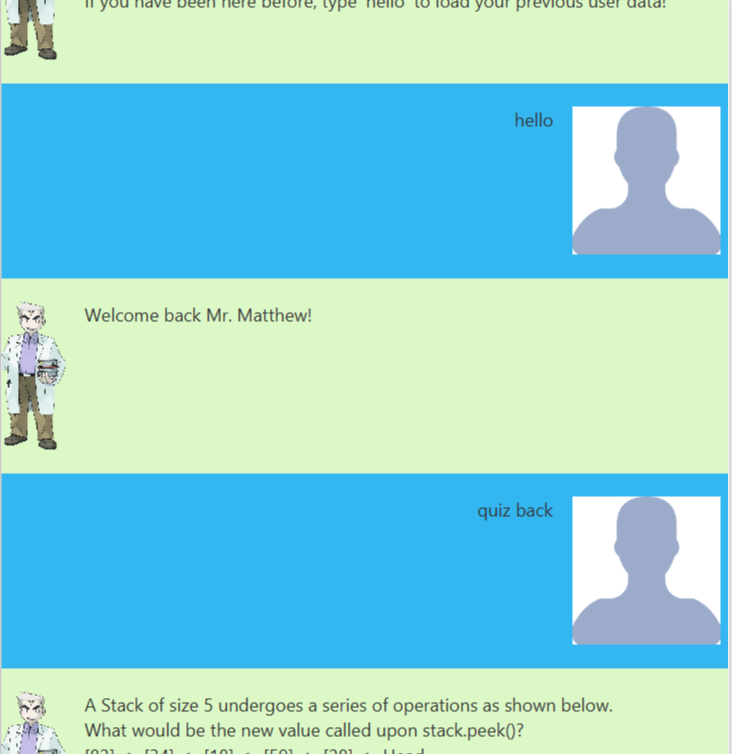 If you have been here before, type 'hello' to load your previous user data!
hello
Welcome back Mr. Matthew!
quiz back
A Stack of size 5 undergoes a series of operations as shown below.
What would be the new value called upon stack.peek()?
Head